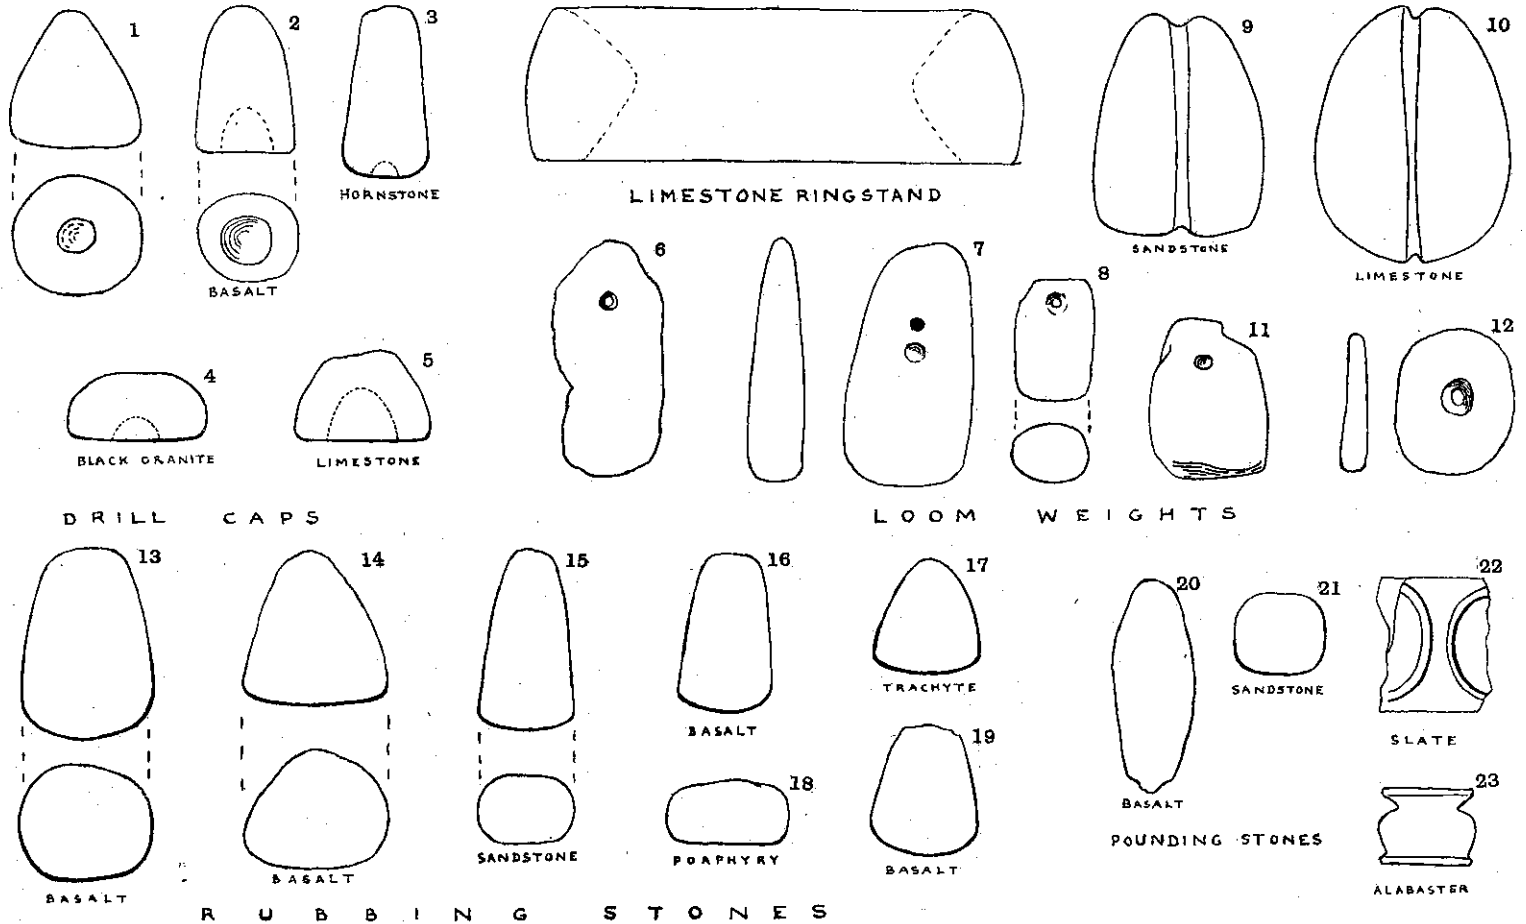 1
2
3
HORNSTONE
BASALT
LIMESTONE RINGSTAND
9
SANDSTONE
10
LIMESTONE
4
BLACK GRANITE
5
LIMESTONE
DRILL CAPS
6
7
8
11
12
LOOM WEIGHTS
13
BASALT
14
BASALT
15
SANDSTONE
16
BASALT
17
TRACHYTE
18
PORPHYRY
19
BASALT
RUBBING STONES
20
BASALT
21
SANDSTONE
POUNDING STONES
22
SLATE
23
ALABASTER